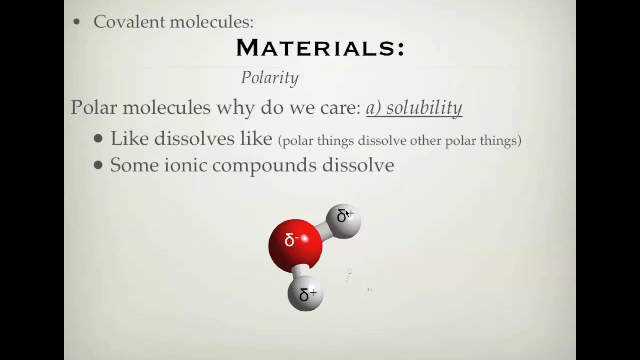 • Covalent molecules:
MATERIALS:
Polarity
Polar molecules why do we care: a) solubility
• Like dissolves like (polar things dissolve other polar things)
• Some ionic compounds dissolve
δ+
δ-
δ+